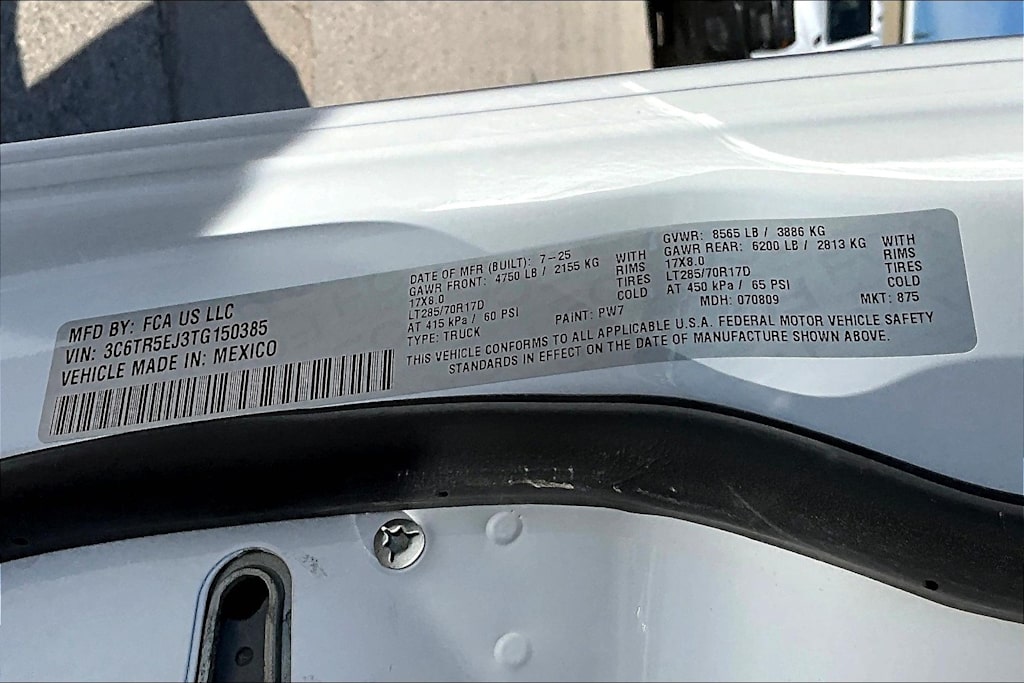 MFD BY: FCA US LLC
VIN: 3C6TR5EJ3TG150385
VEHICLE MADE IN: MEXICO
DATE OF MFR (BUILT): 7-25
GAWR FRONT: 4750 LB / 2155 KG WITH
17X8.0 RIMS
LT285/70R17D TIRES
AT 415 kPa / 60 PSI COLD
TYPE: TRUCK PAINT: PW7
GVWR: 8565 LB / 3886 KG
GAWR REAR: 6200 LB / 2813 KG WITH
17X8.0 RIMS
LT285/70R17D TIRES
AT 450 kPa / 65 PSI COLD
MDH: 070809 MKT: 875
THIS VEHICLE CONFORMS TO ALL APPLICABLE U.S.A. FEDERAL MOTOR VEHICLE SAFETY
STANDARDS IN EFFECT ON THE DATE OF MANUFACTURE SHOWN ABOVE.